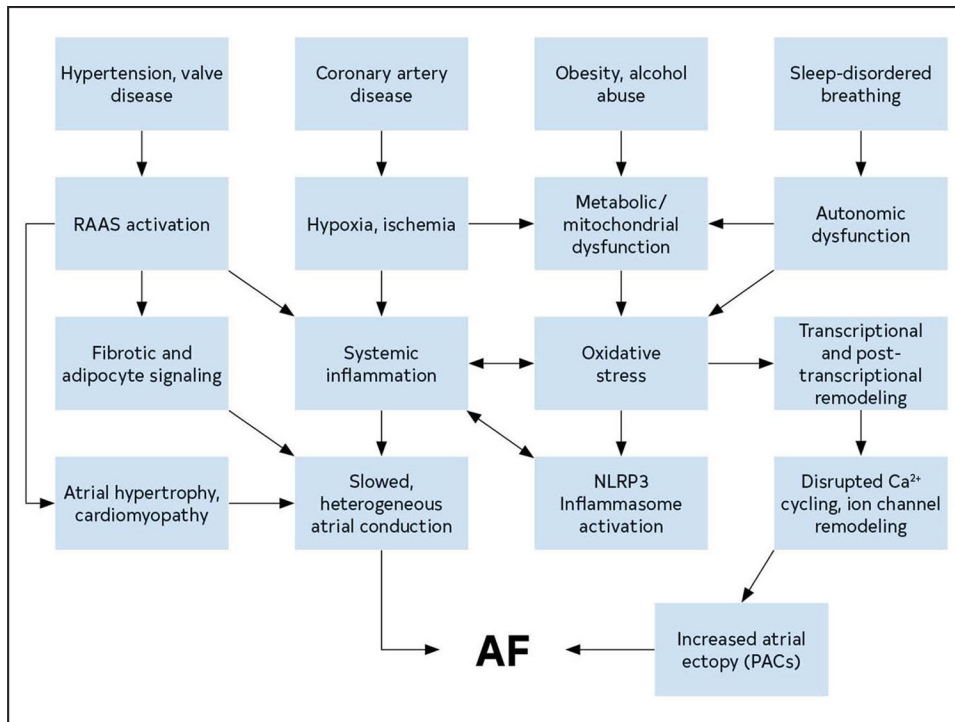 Hypertension, valve
disease
Coronary artery
disease
Obesity, alcohol
abuse
Sleep-disordered
breathing
RAAS activation
Hypoxia, ischemia
Metabolic/
mitochondrial
dysfunction
Autonomic
dysfunction
Fibrotic and
adipocyte signaling
Systemic
inflammation
Oxidative
stress
Transcriptional
and post-
transcriptional
remodeling
Atrial hypertrophy,
cardiomyopathy
Slowed,
heterogeneous
atrial conduction
NLRP3
Inflammasome
activation
Disrupted Ca²⁺
cycling, ion channel
remodeling
AF
Increased atrial
ectopy (PACs)